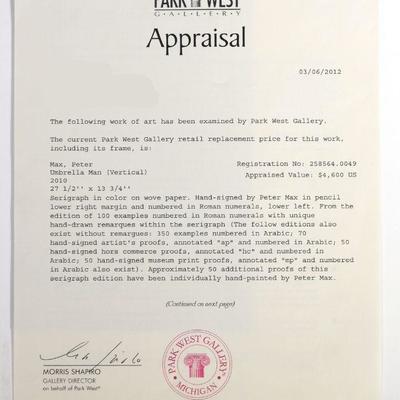 PARK WEST
GALLERY
Appraisal
03/06/2012
The following work of art has been examined by Park West Gallery.
The current Park West Gallery retail replacement price for this work,
including its frame, is:
Max, Peter Registration No: 258564.0049
Umbrella Man (Vertical) Appraised Value: $4,600 US
2010
27 1/2" x 13 3/4"
Serigraph in color on wove paper. Hand-signed by Peter Max in pencil
lower right margin and numbered in Roman numerals, lower left. From the
edition of 100 examples numbered in Roman numerals with unique
hand-drawn remarques within the serigraph (The follow editions also
exist without remarques: 350 examples numbered in Arabic; 70
hand-signed artist's proofs, annotated "ap" and numbered in Arabic; 50
hand-signed hors commerce proofs, annotated "hc" and numbered in
Arabic; 50 hand-signed museum print proofs, annotated "mp" and numbered
in Arabic also exist). Approximately 50 additional proofs of this
serigraph edition have been individually hand-painted by Peter Max.
(Continued on next page)
MORRIS SHAPIRO
GALLERY DIRECTOR
on behalf of Park West®
PARK WEST GALLERY
MICHIGAN